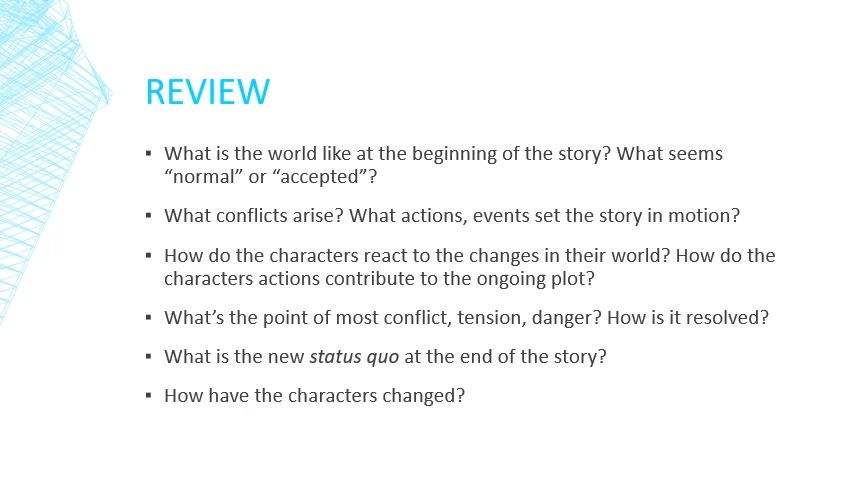 REVIEW
▪ What is the world like at the beginning of the story? What seems
“normal” or “accepted”?
▪ What conflicts arise? What actions, events set the story in motion?
▪ How do the characters react to the changes in their world? How do the
characters actions contribute to the ongoing plot?
▪ What’s the point of most conflict, tension, danger? How is it resolved?
▪ What is the new status quo at the end of the story?
▪ How have the characters changed?